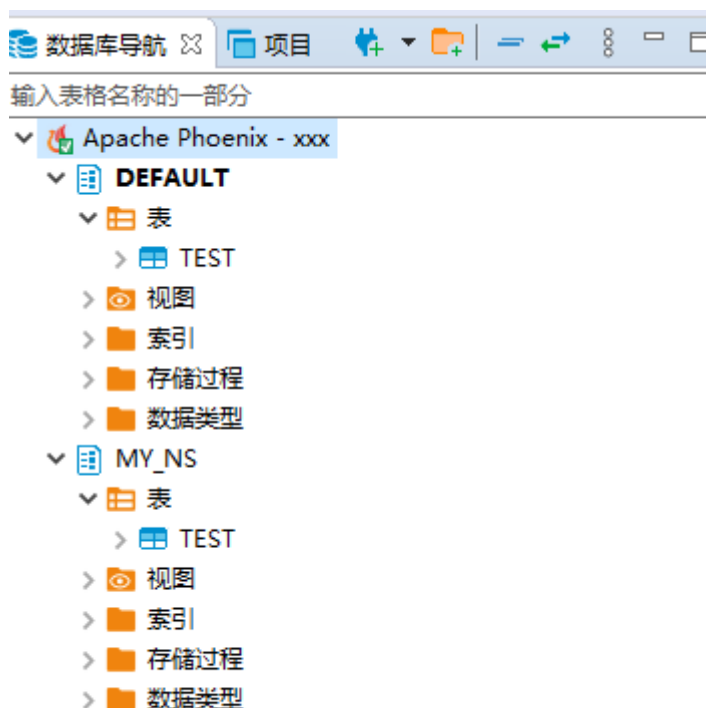 数据库导航 项目
输入表格名称的一部分
Apache Phoenix - xxx
DEFAULT
表
TEST
视图
索引
存储过程
数据类型
MY_NS
表
TEST
视图
索引
存储过程
数据类型